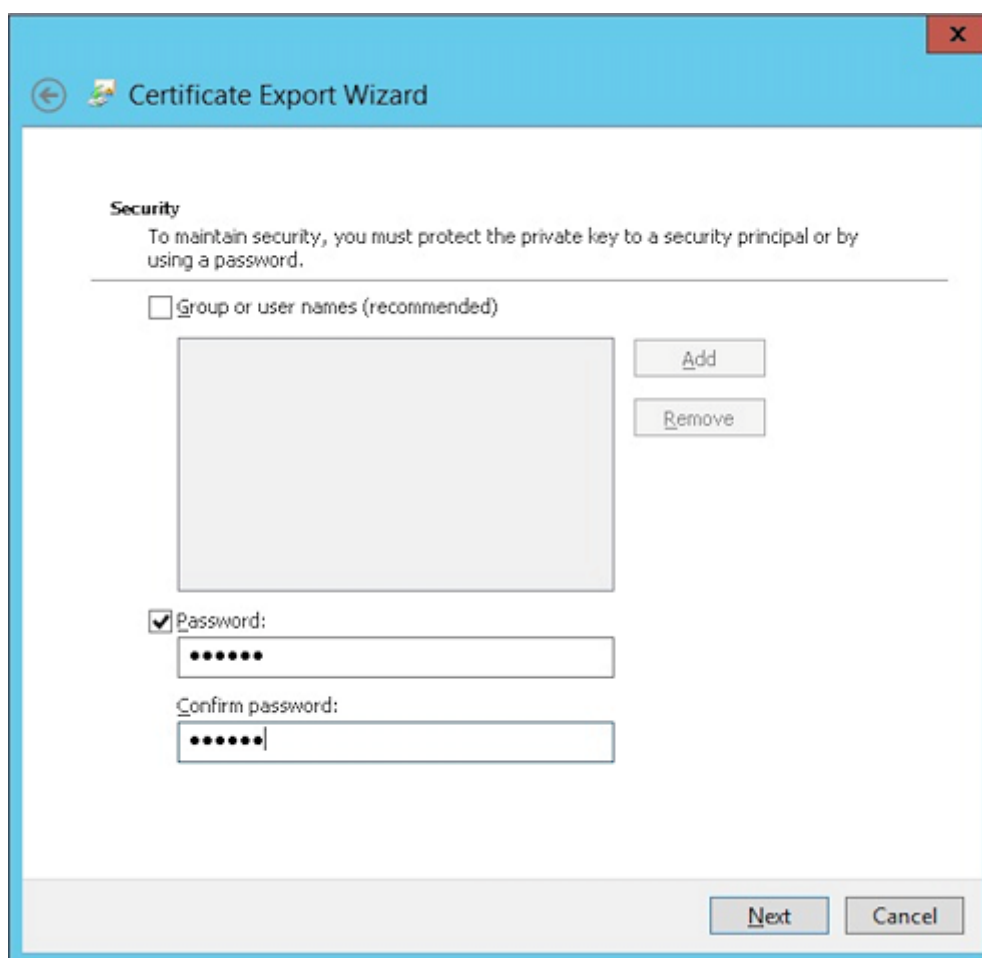 x
Certificate Export Wizard
Security
To maintain security, you must protect the private key to a security principal or by
using a password.
Group or user names (recommended)
Add
Remove
Password:
••••••
Confirm password:
••••••
Next
Cancel